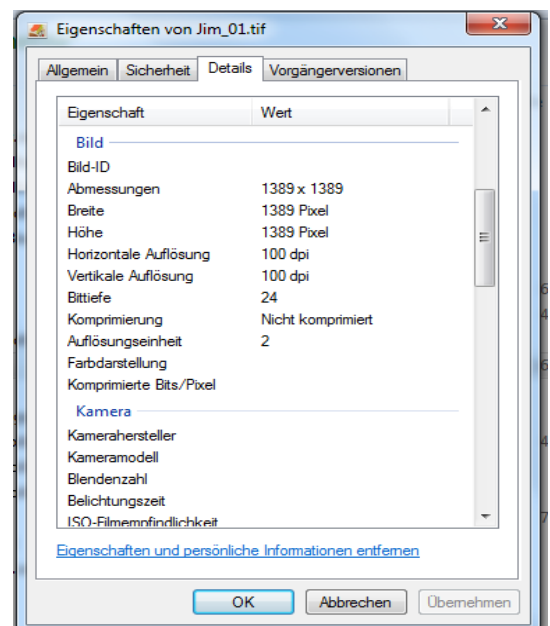 Eigenschaften von Jim_01.tif
Allgemein Sicherheit Details Vorgängerversionen
Eigenschaft Wert
Bild
Bild-ID
Abmessungen 1389 x 1389
Breite 1389 Pixel
Höhe 1389 Pixel
Horizontale Auflösung 100 dpi
Vertikale Auflösung 100 dpi
Bittiefe 24
Komprimierung Nicht komprimiert
Auflösungseinheit 2
Farbdarstellung
Komprimierte Bits/Pixel
Kamera
Kamerahersteller
Kameramodell
Blendenzahl
Belichtungszeit
ISO-Filmempfindlichkeit
Eigenschaften und persönliche Informationen entfernen
OK Abbrechen Übernehmen